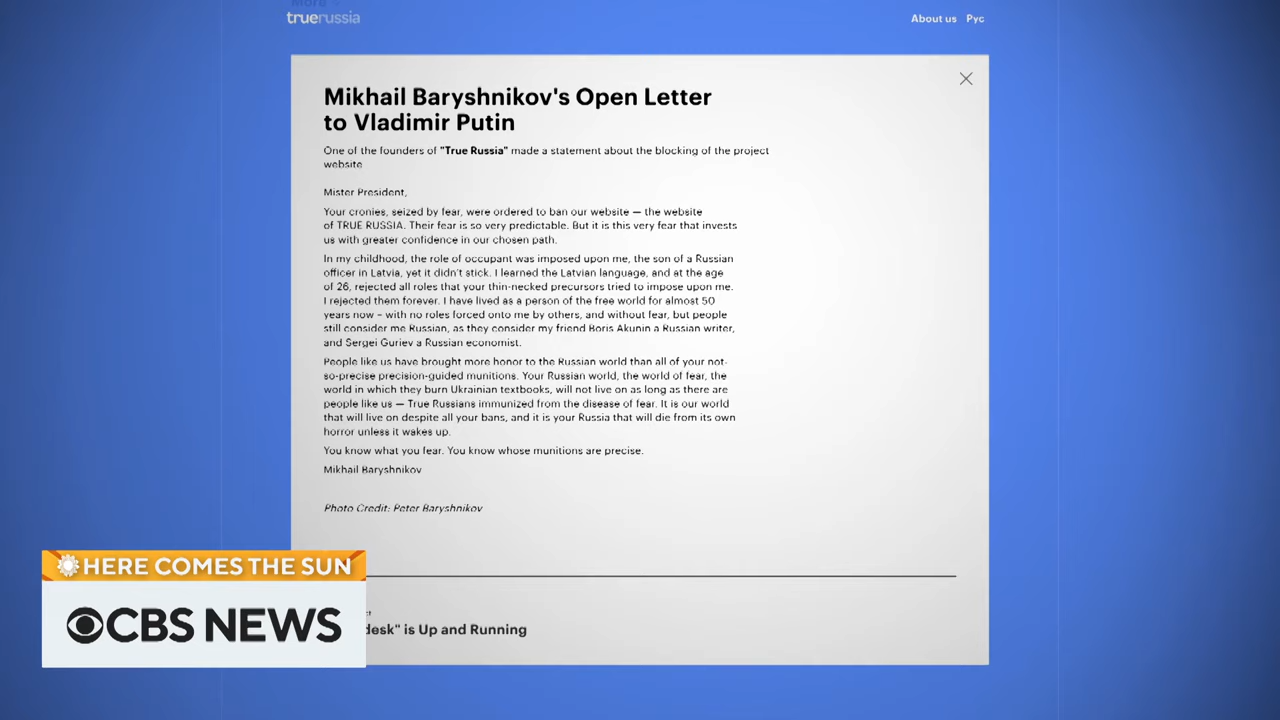 More
truerussia
About us Рус
Mikhail Baryshnikov's Open Letter
to Vladimir Putin
One of the founders of "True Russia" made a statement about the blocking of the project
website
Mister President,
Your cronies, seized by fear, were ordered to ban our website — the website
of TRUE RUSSIA. Their fear is so very predictable. But it is this very fear that invests
us with greater confidence in our chosen path.
In my childhood, the role of occupant was imposed upon me, the son of a Russian
officer in Latvia, yet it didn't stick. I learned the Latvian language, and at the age
of 26, rejected all roles that your thin-necked precursors tried to impose upon me.
I rejected them forever. I have lived as a person of the free world for almost 50
years now – with no roles forced onto me by others, and without fear, but people
still consider me Russian, as they consider my friend Boris Akunin a Russian writer,
and Sergei Guriev a Russian economist.
People like us have brought more honor to the Russian world than all of your not-
so-precise precision-guided munitions. Your Russian world, the world of fear, the
world in which they burn Ukrainian textbooks, will not live on as long as there are
people like us — True Russians immunized from the disease of fear. It is our world
that will live on despite all your bans, and it is your Russia that will die from its own
horror unless it wakes up.
You know what you fear. You know whose munitions are precise.
Mikhail Baryshnikov
Photo Credit: Peter Baryshnikov
HERE COMES THE SUN
CBS NEWS
desk" is Up and Running